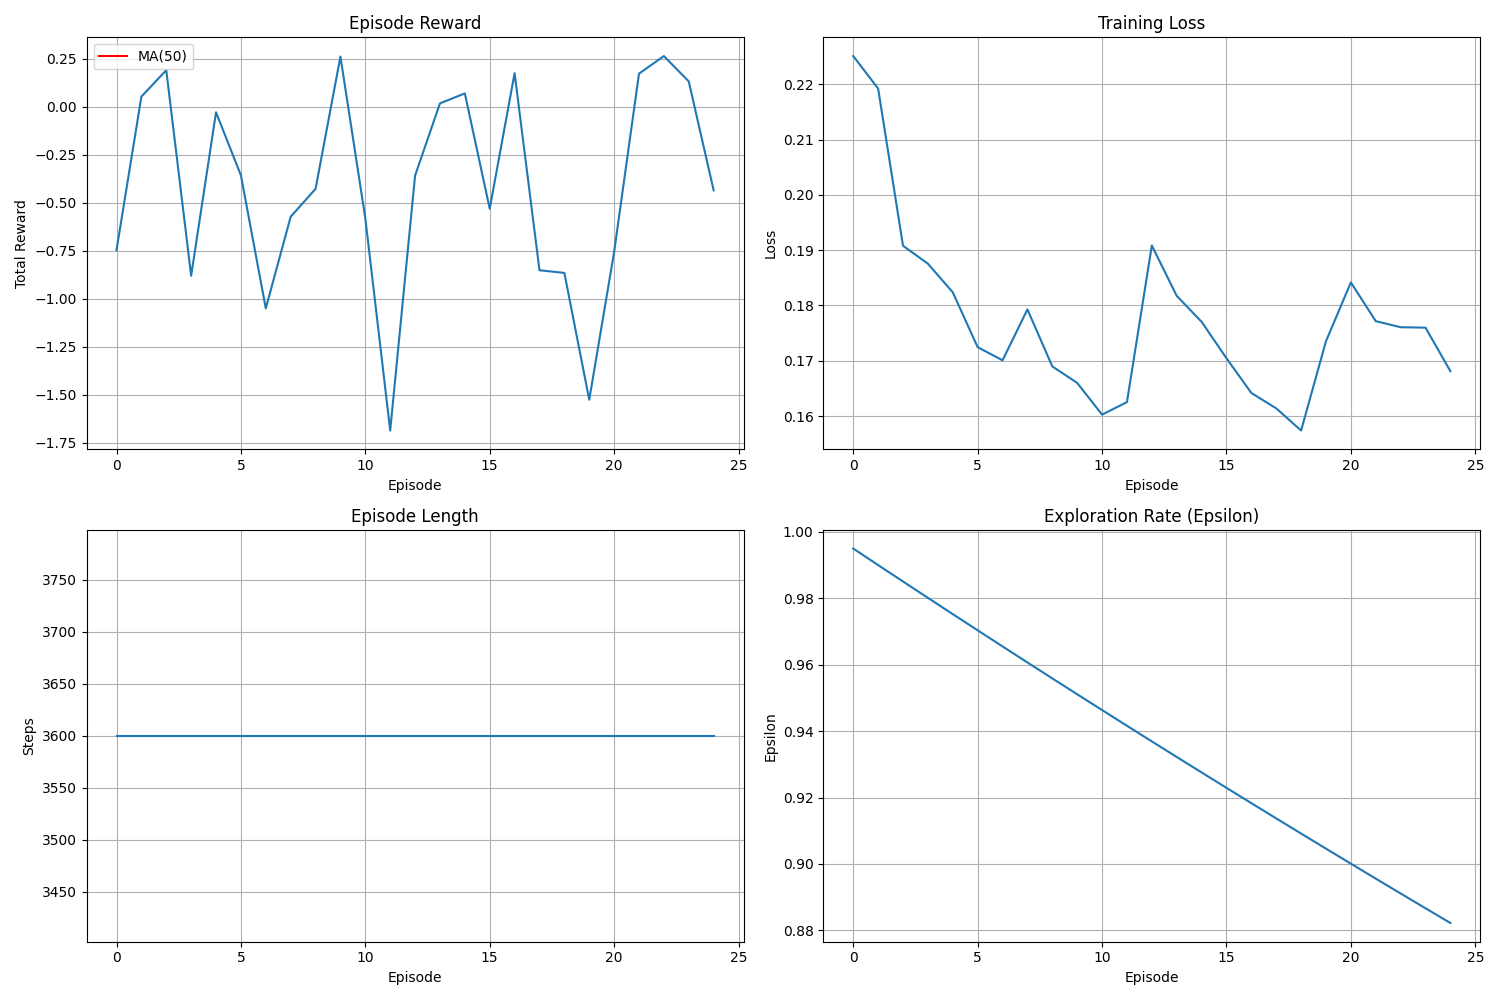 Episode Reward
MA(50)
0.25
0.00
−0.25
−0.50
−0.75
−1.00
−1.25
−1.50
−1.75
Total Reward
0 5 10 15 20 25
Episode
Training Loss
0.22
0.21
0.20
0.19
0.18
0.17
0.16
Loss
0 5 10 15 20 25
Episode
Episode Length
3750
3700
3650
3600
3550
3500
3450
Steps
0 5 10 15 20 25
Episode
Exploration Rate (Epsilon)
1.00
0.98
0.96
0.94
0.92
0.90
0.88
Epsilon
0 5 10 15 20 25
Episode